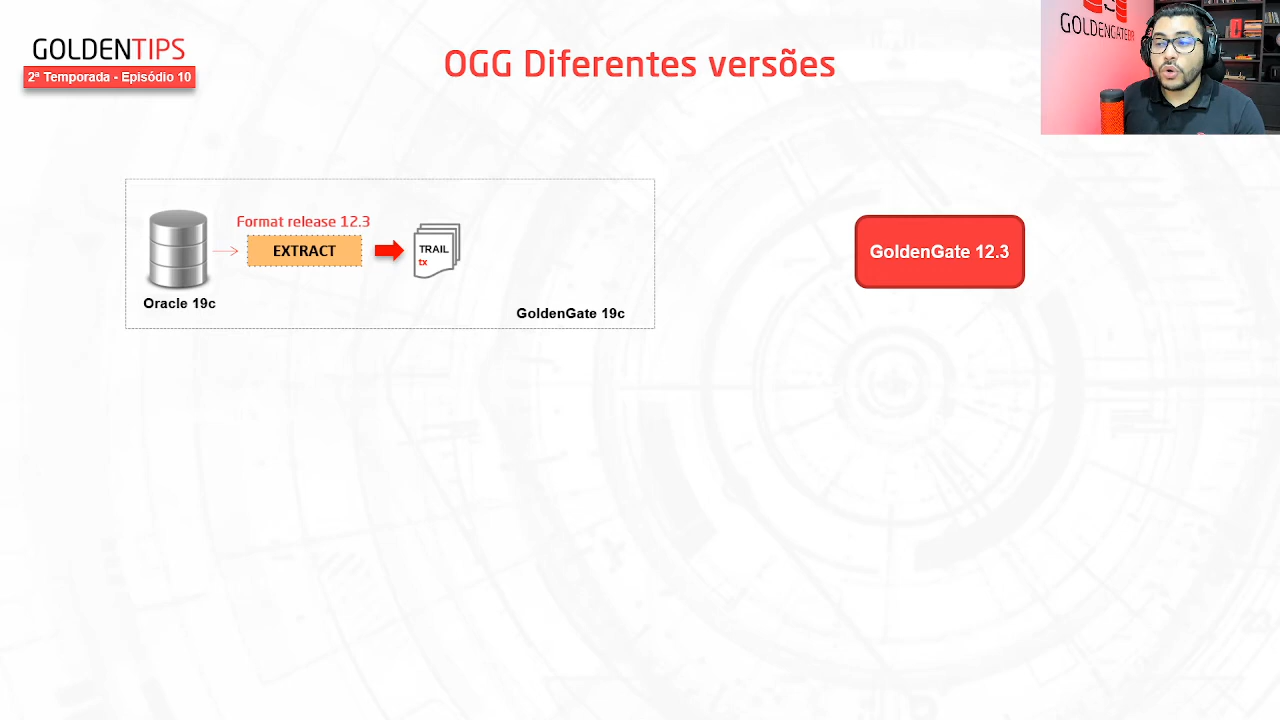 GOLDENTIPS
2ª Temporada - Episódio 10
OGG Diferentes versões
Format release 12.3
EXTRACT
TRAIL
tx
Oracle 19c
GoldenGate 19c
GoldenGate 12.3